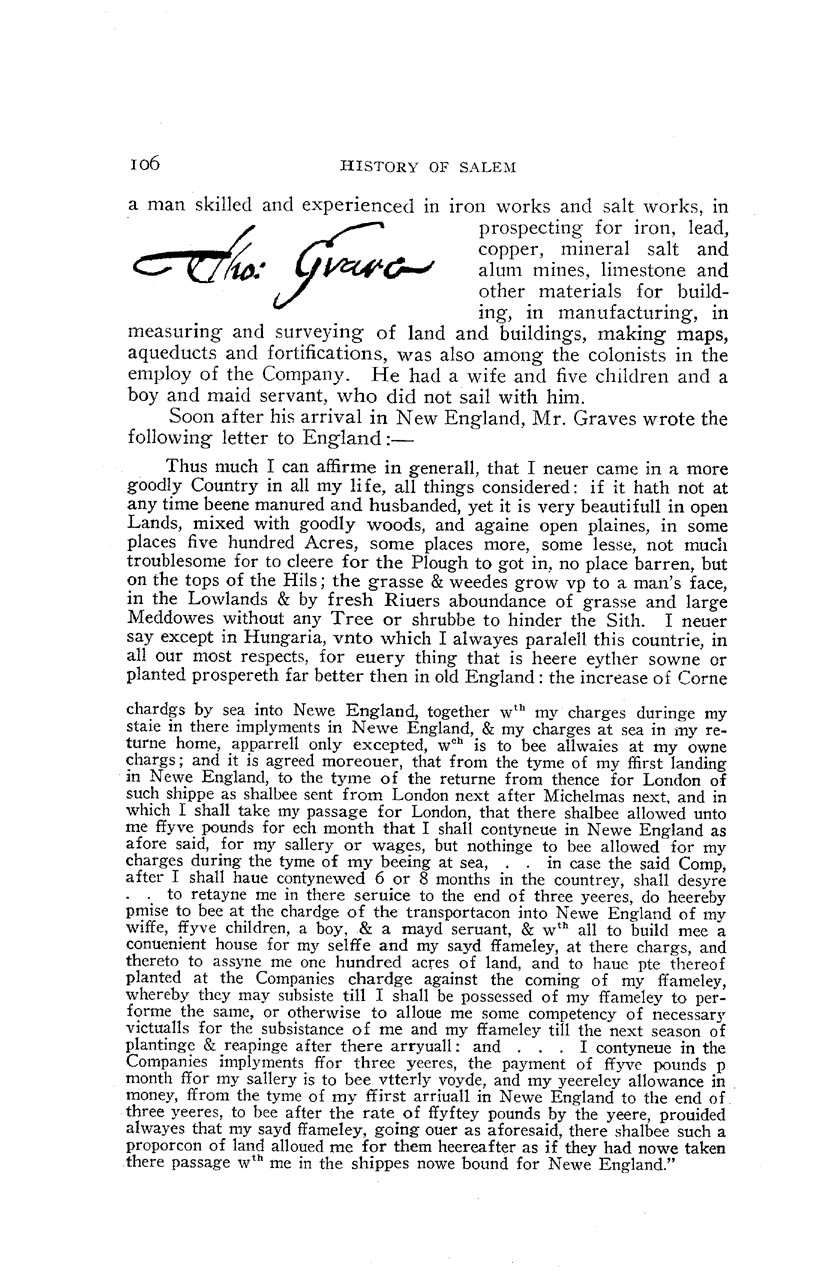 106 HISTORY OF SALEM
a man skilled and experienced in iron works and salt works, in
prospecting for iron, lead,
copper, mineral salt and
Tho: Graves alum mines, limestone and
other materials for build-
ing, in manufacturing, in
measuring and surveying of land and buildings, making maps,
aqueducts and fortifications, was also among the colonists in the
employ of the Company. He had a wife and five children and a
boy and maid servant, who did not sail with him.
Soon after his arrival in New England, Mr. Graves wrote the
following letter to England :—
Thus much I can affirme in generall, that I neuer came in a more
goodly Country in all my life, all things considered: if it hath not at
any time beene manured and husbanded, yet it is very beautifull in open
Lands, mixed with goodly woods, and againe open plaines, in some
places five hundred Acres, some places more, some lesse, not much
troublesome for to cleere for the Plough to got in, no place barren, but
on the tops of the Hils; the grasse & weedes grow vp to a man's face,
in the Lowlands & by fresh Riuers aboundance of grasse and large
Meddowes without any Tree or shrubbe to hinder the Sith. I neuer
say except in Hungaria, vnto which I alwayes paralell this countrie, in
all our most respects, for euery thing that is heere eyther sowne or
planted prospereth far better then in old England: the increase of Corne
chardgs by sea into Newe England, together wth my charges duringe my
staie in there implyments in Newe England, & my charges at sea in my re-
turne home, apparrell only excepted, wch is to bee allwaies at my owne
chargs; and it is agreed moreouer, that from the tyme of my ffirst landing
in Newe England, to the tyme of the returne from thence for London of
such shippe as shalbee sent from London next after Michelmas next, and in
which I shall take my passage for London, that there shalbee allowed unto
me ffyve pounds for ech month that I shall contyneue in Newe England as
afore said, for my sallery or wages, but nothinge to bee allowed for my
charges during the tyme of my beeing at sea, . . in case the said Comp,
after I shall haue contynewed 6 or 8 months in the countrey, shall desyre
. . to retayne me in there seruice to the end of three yeeres, do heereby
pmise to bee at the chardge of the transportacon into Newe England of my
wiffe, ffyve children, a boy, & a mayd seruant, & wth all to build mee a
conuenient house for my selffe and my sayd ffameley, at there chargs, and
thereto to assyne me one hundred acres of land, and to haue pte thereof
planted at the Companies chardge against the coming of my ffameley,
whereby they may subsiste till I shall be possessed of my ffameley to per-
forme the same, or otherwise to alloue me some competency of necessary
victualls for the subsistance of me and my ffameley till the next season of
plantinge & reapinge after there arryuall: and . . . I contyneue in the
Companies implyments ffor three yeeres, the payment of ffyve pounds p
month ffor my sallery is to bee vtterly voyde, and my yeereley allowance in
money, ffrom the tyme of my ffirst arriuall in Newe England to the end of
three yeeres, to bee after the rate of ffyftey pounds by the yeere, prouided
alwayes that my sayd ffameley, going ouer as aforesaid, there shalbee such a
proporcon of land alloued me for them heereafter as if they had nowe taken
there passage wth me in the shippes nowe bound for Newe England."